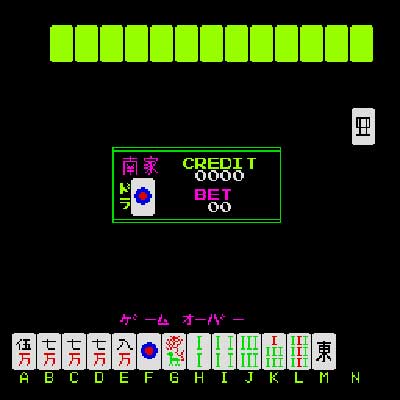 南家 CREDIT
0000
ドラ
BET
00
ゲーム オーバー
伍 七 七 七 八 東
万 万 万 万 万
A B C D E F G H I J K L M N